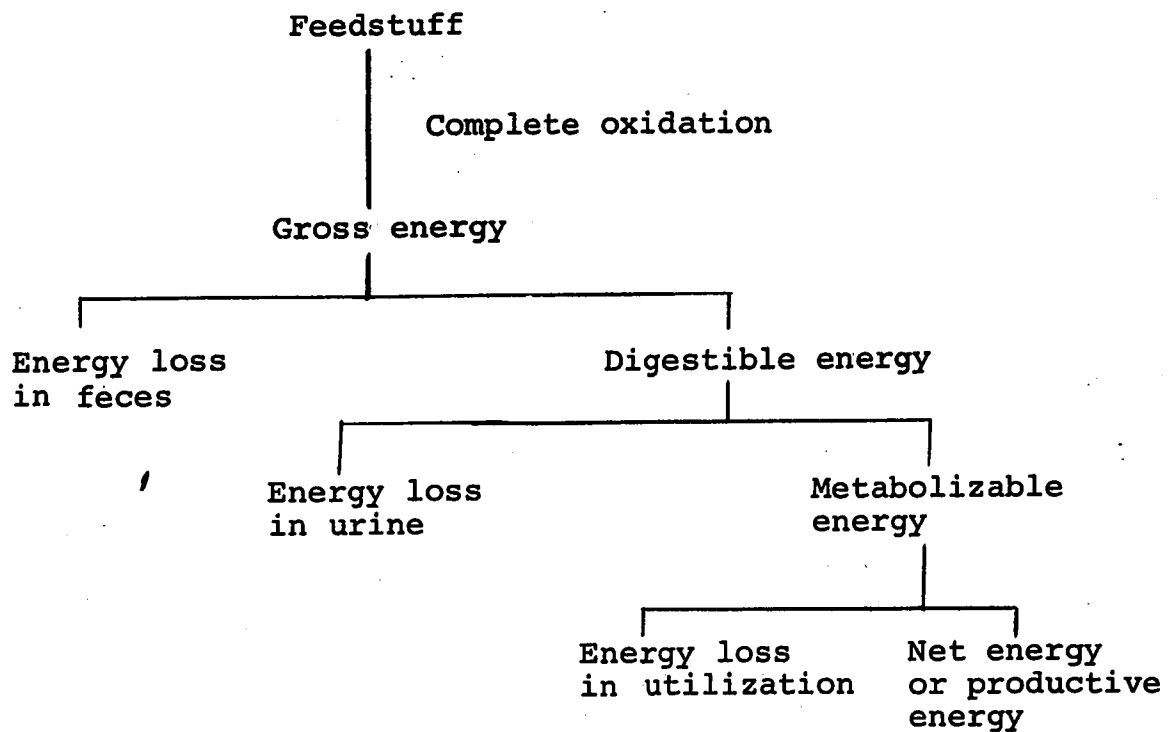 Feedstuff
Complete oxidation
Gross energy
Energy loss
in feces
Digestible energy
Energy loss
in urine
Metabolizable
energy
Energy loss
in utilization
Net energy
or productive
energy